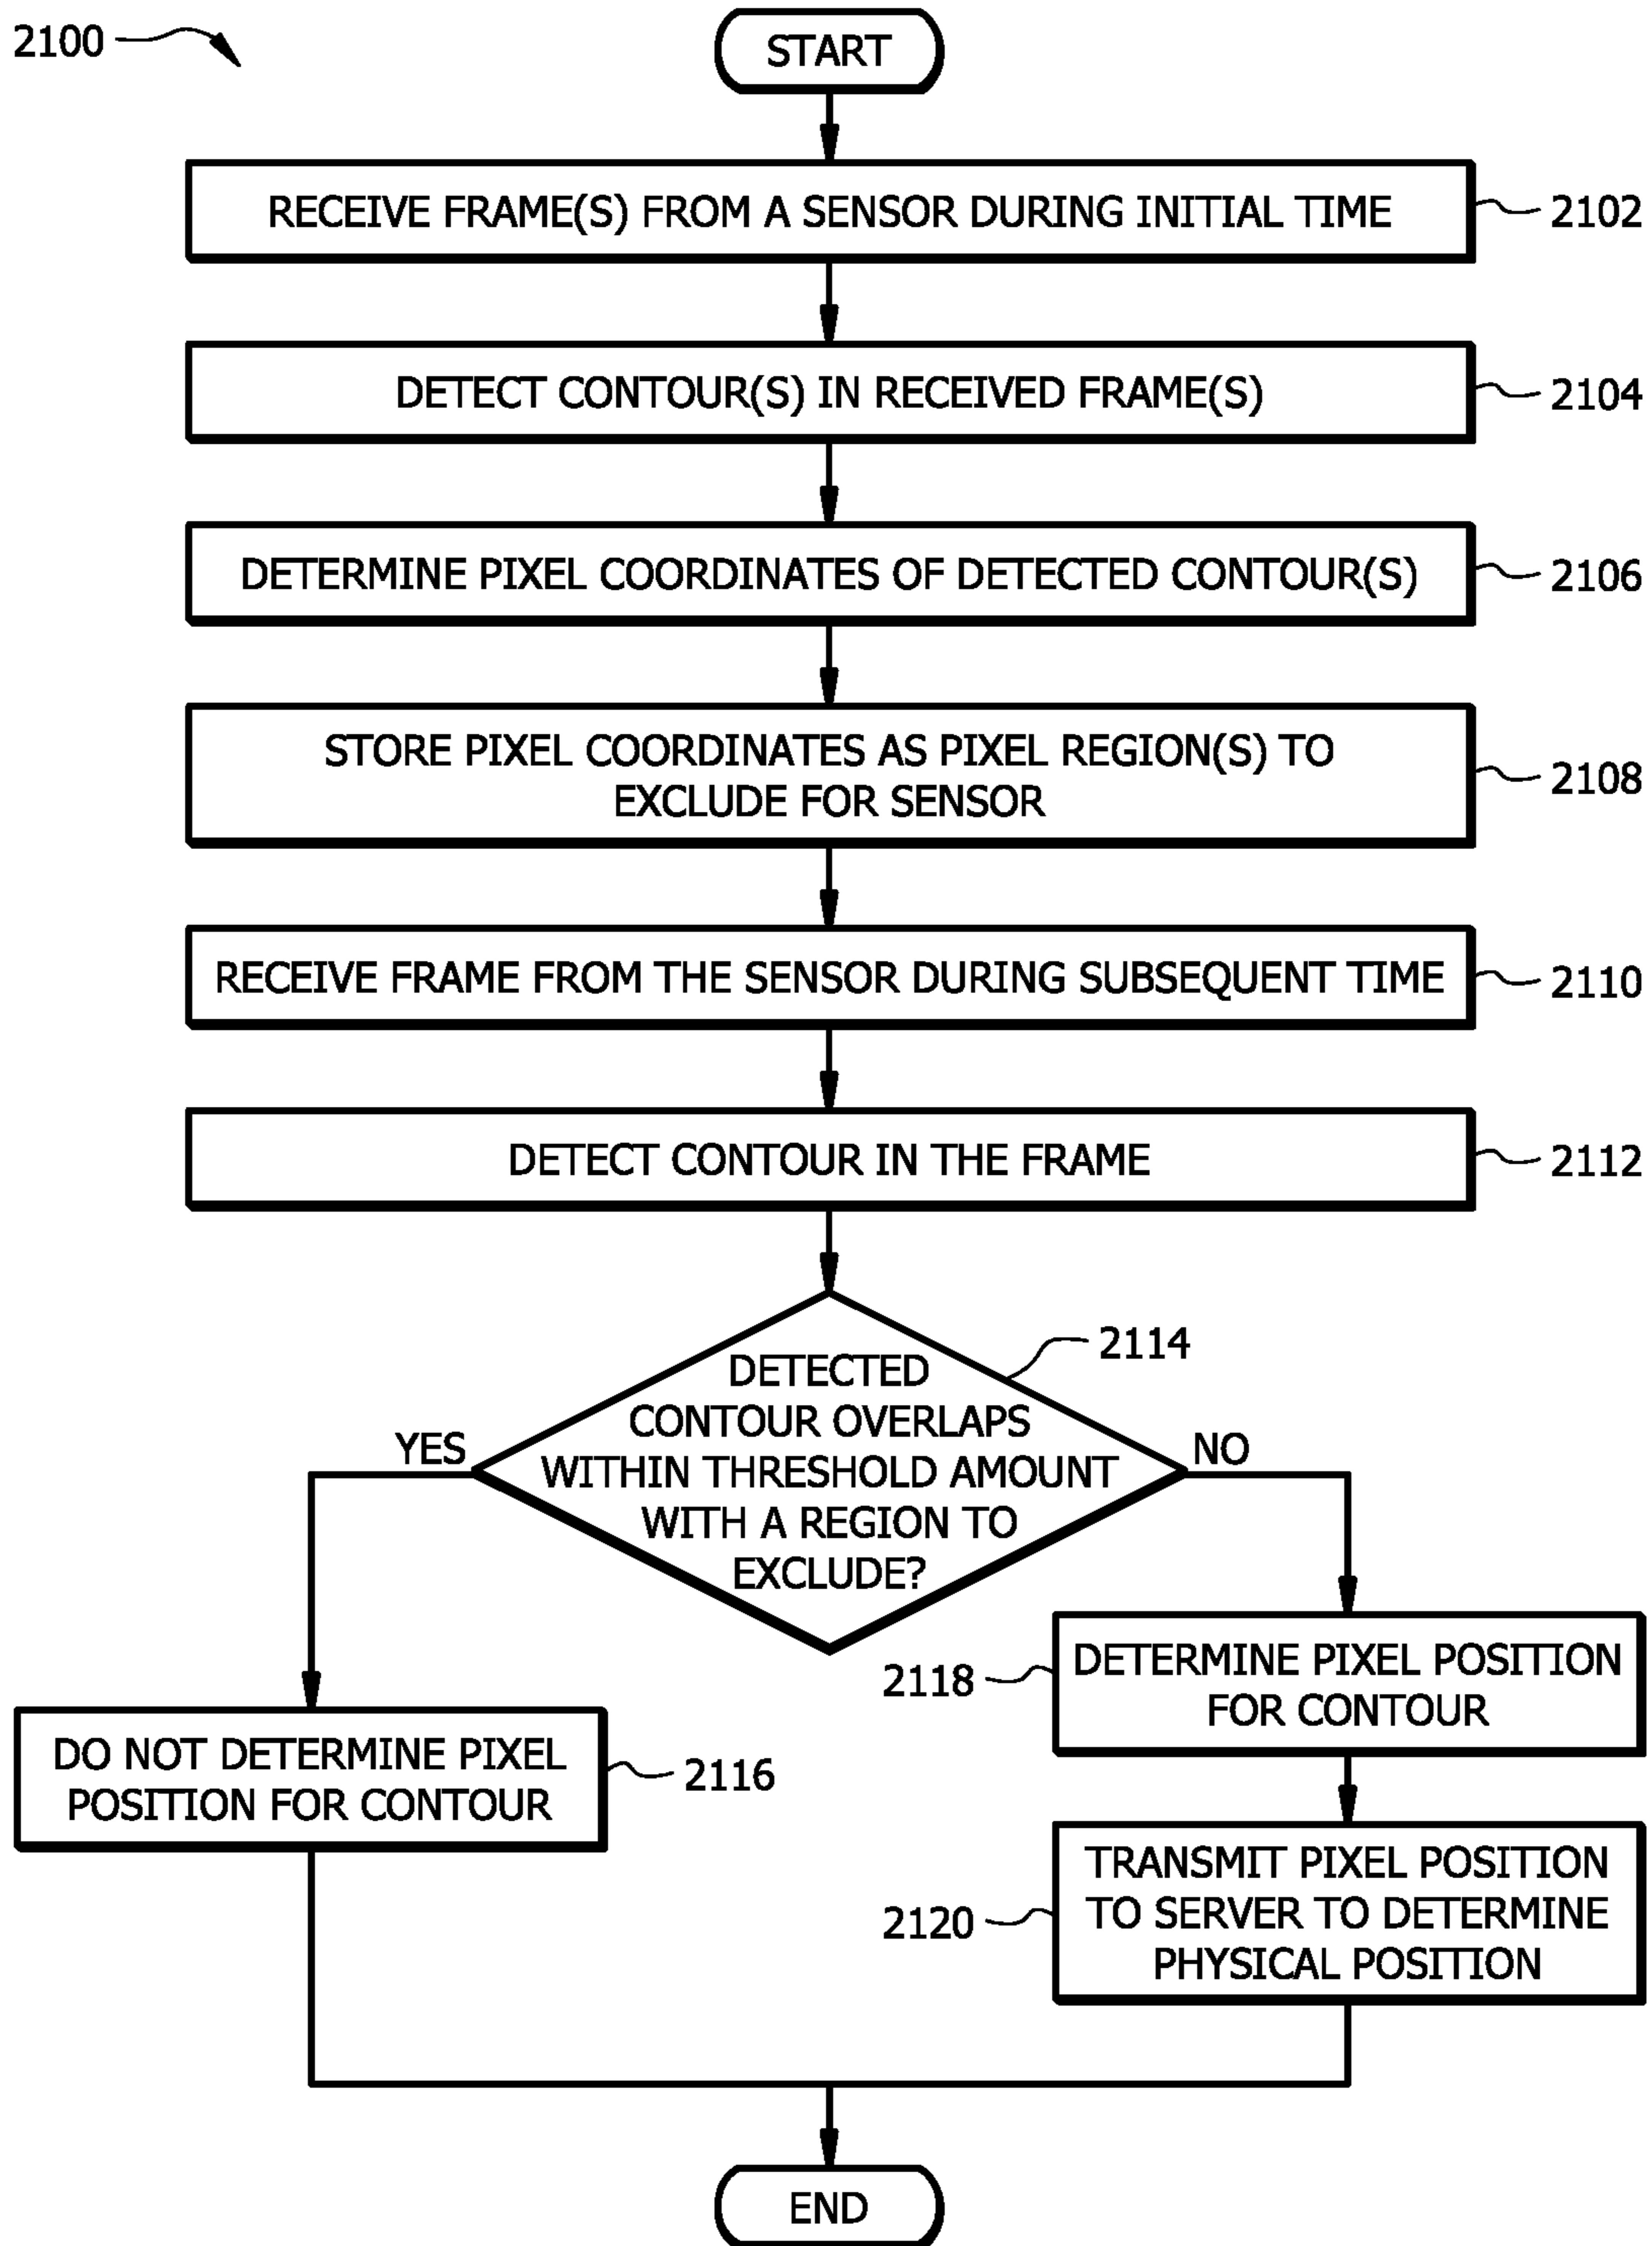 2100
START
RECEIVE FRAME(S) FROM A SENSOR DURING INITIAL TIME
2102
DETECT CONTOUR(S) IN RECEIVED FRAME(S)
2104
DETERMINE PIXEL COORDINATES OF DETECTED CONTOUR(S)
2106
STORE PIXEL COORDINATES AS PIXEL REGION(S) TO
EXCLUDE FOR SENSOR
2108
RECEIVE FRAME FROM THE SENSOR DURING SUBSEQUENT TIME
2110
DETECT CONTOUR IN THE FRAME
2112
2114
DETECTED
CONTOUR OVERLAPS
WITHIN THRESHOLD AMOUNT
WITH A REGION TO
EXCLUDE?
YES
NO
DO NOT DETERMINE PIXEL
POSITION FOR CONTOUR
2116
2118
DETERMINE PIXEL POSITION
FOR CONTOUR
2120
TRANSMIT PIXEL POSITION
TO SERVER TO DETERMINE
PHYSICAL POSITION
END